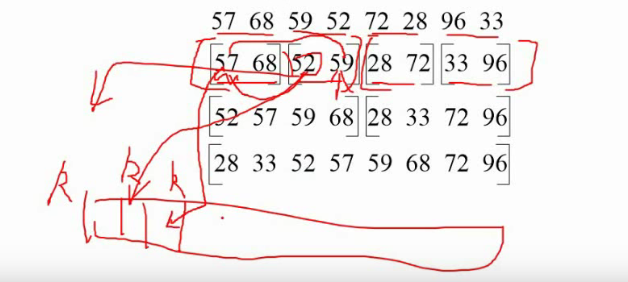 57 68 59 52 72 28 96 33
[57 68] [52 59] [28 72] [33 96]
[52 57 59 68] [28 33 72 96]
[28 33 52 57 59 68 72 96]
R R k